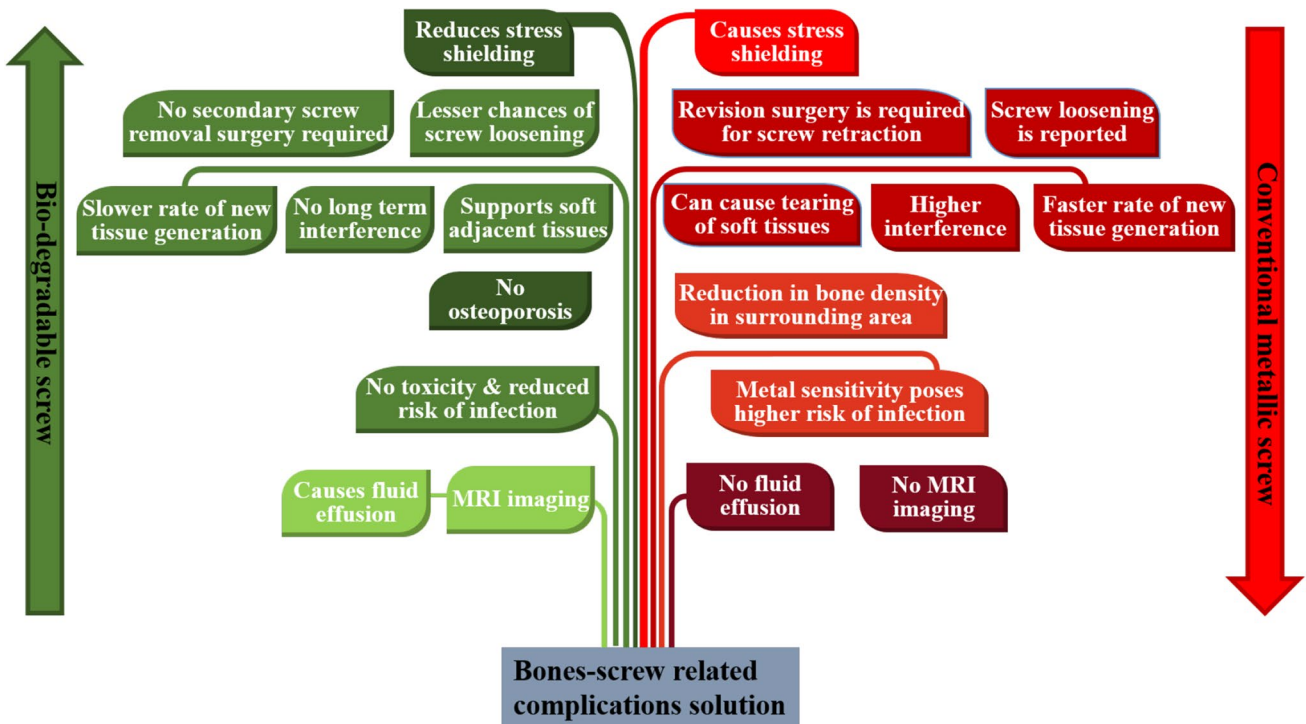 Reduces stress
shielding
Causes stress
shielding
No secondary screw
removal surgery required
Lesser chances of
screw loosening
Revision surgery is required
for screw retraction
Screw loosening
is reported
Slower rate of new
tissue generation
No long term
interference
Supports soft
adjacent tissues
Can cause tearing
of soft tissues
Higher
interference
Faster rate of new
tissue generation
No
osteoporosis
Reduction in bone density
in surrounding area
No toxicity & reduced
risk of infection
Metal sensitivity poses
higher risk of infection
Causes fluid
effusion
MRI imaging
No fluid
effusion
No MRI
imaging
Bio-degradable screw
Conventional metallic screw
Bones-screw related
complications solution